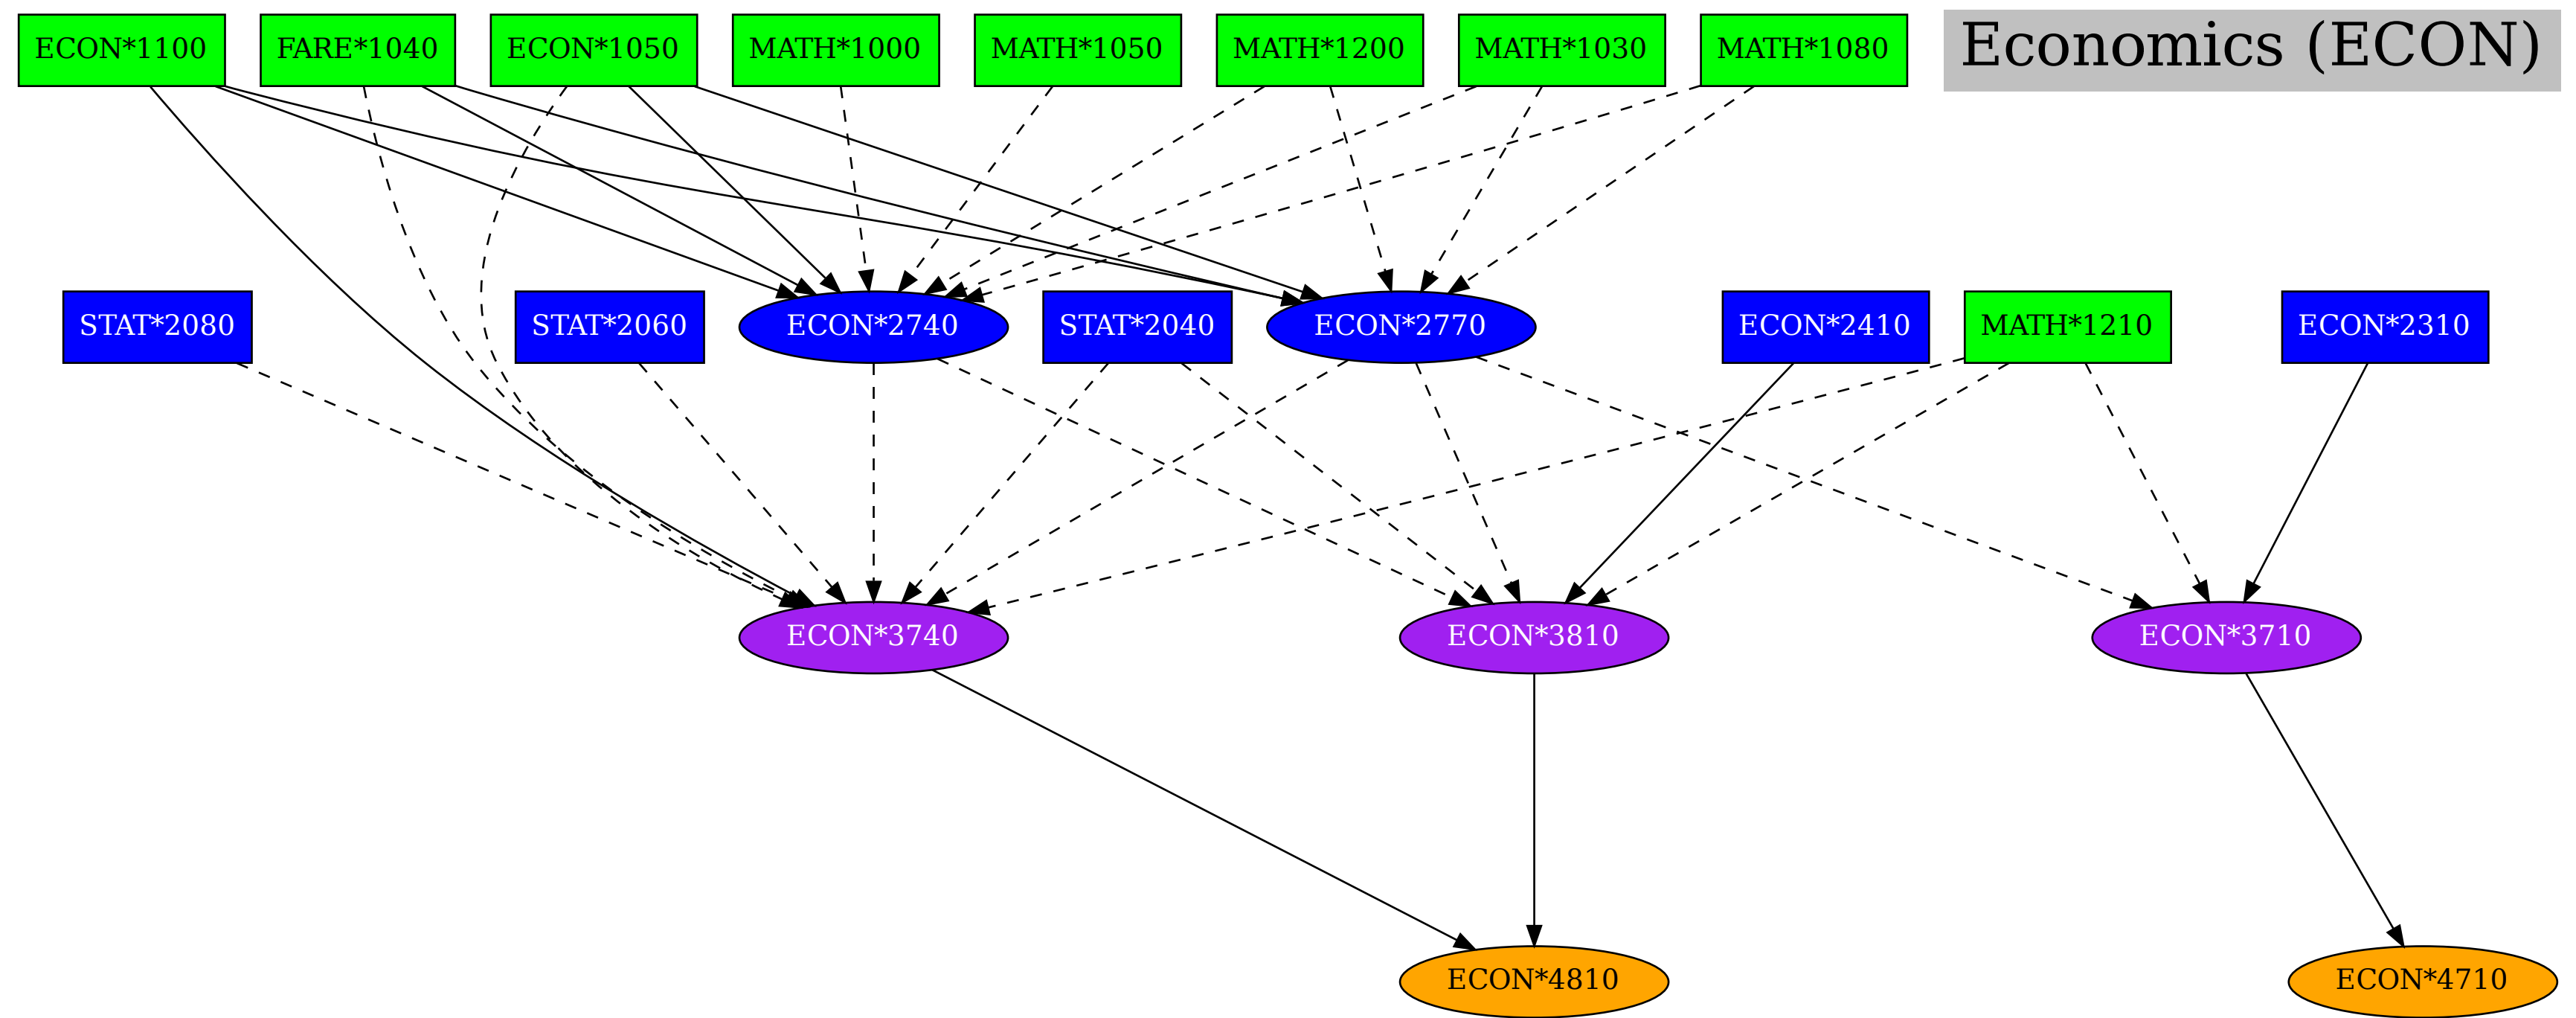 ECON*1100
FARE*1040
ECON*1050
MATH*1000
MATH*1050
MATH*1200
MATH*1030
MATH*1080
Economics (ECON)
STAT*2080
STAT*2060
ECON*2740
STAT*2040
ECON*2770
ECON*2410
MATH*1210
ECON*2310
ECON*3740
ECON*3810
ECON*3710
ECON*4810
ECON*4710